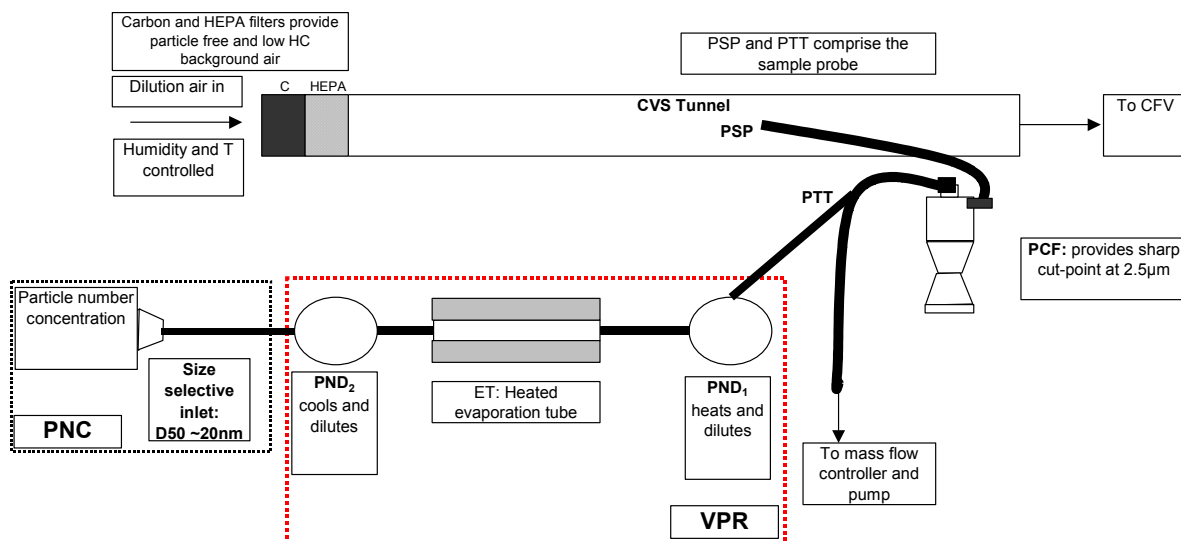 Carbon and HEPA filters provide
particle free and low HC
background air
PSP and PTT comprise the
sample probe
Dilution air in
C
HEPA
CVS Tunnel
To CFV
PSP
Humidity and T
controlled
PTT
PCF: provides sharp
cut-point at 2.5µm
Particle number
concentration
Size
selective
inlet:
D50 ~20nm
PNC
PND2
cools and
dilutes
ET: Heated
evaporation tube
PND1
heats and
dilutes
To mass flow
controller and
pump
VPR